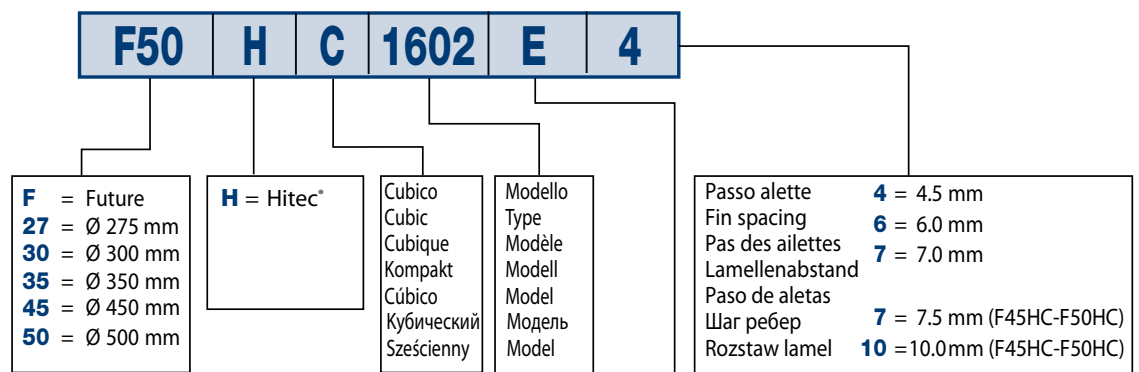 F50 H C 1602 E 4
F = Future
27 = Ø 275 mm
30 = Ø 300 mm
35 = Ø 350 mm
45 = Ø 450 mm
50 = Ø 500 mm
H = Hitec®
Cubico
Cubic
Cubique
Kompakt
Cúbico
Кубический
Sześcienny
Modello
Type
Modèle
Modell
Model
Модель
Model
Passo alette 4 = 4.5 mm
Fin spacing 6 = 6.0 mm
Pas des ailettes 7 = 7.0 mm
Lamellenabstand
Paso de aletas
Шаг ребер 7 = 7.5 mm (F45HC-F50HC)
Rozstaw lamel 10 =10.0mm (F45HC-F50HC)